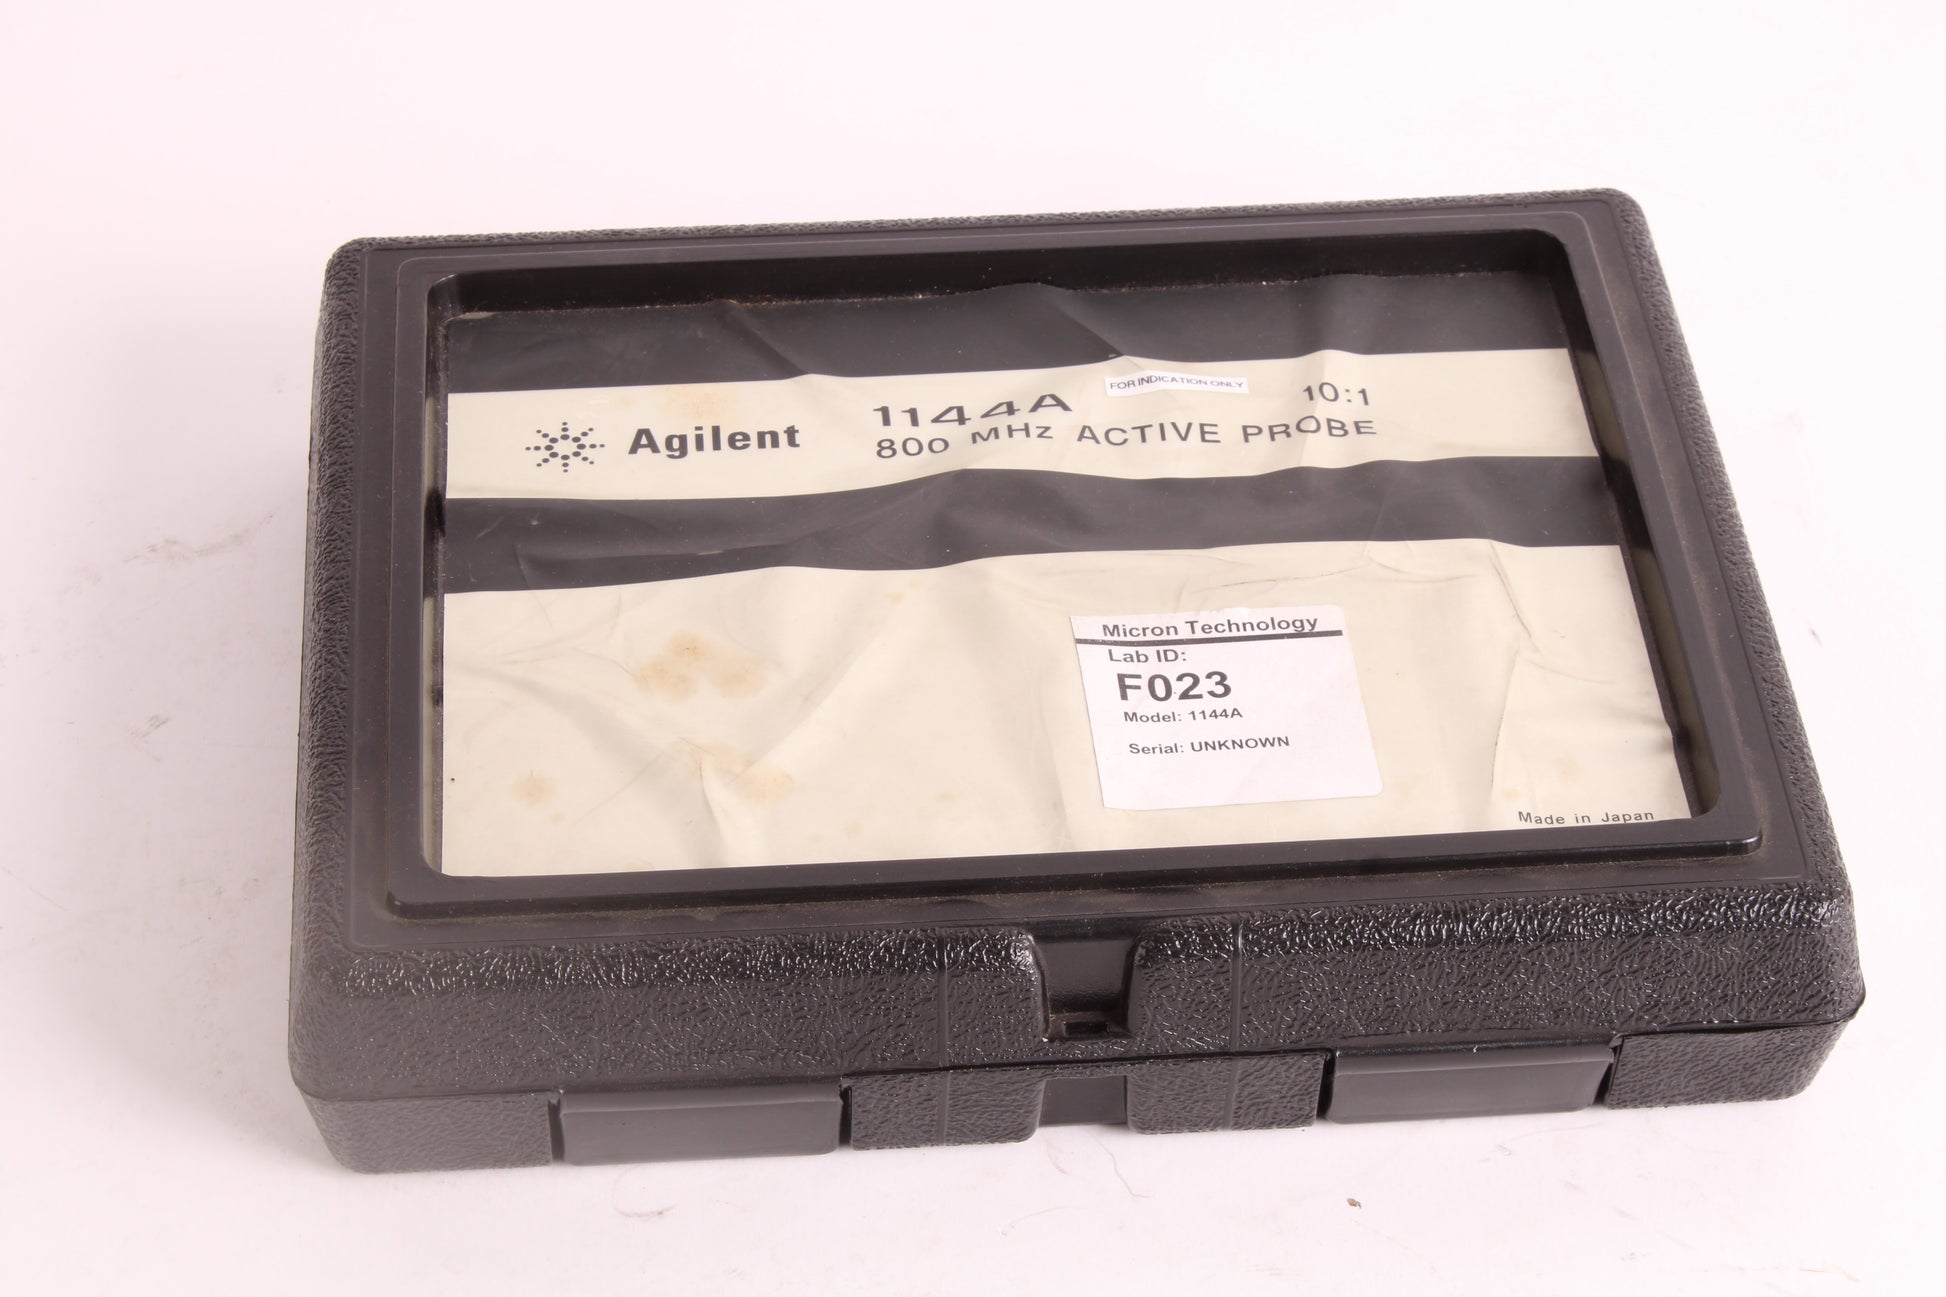 Agilent
1144A
FOR INDICATION ONLY
10:1
800 MHz ACTIVE PROBE
Micron Technology
Lab ID:
F023
Model: 1144A
Serial: UNKNOWN
Made in Japan